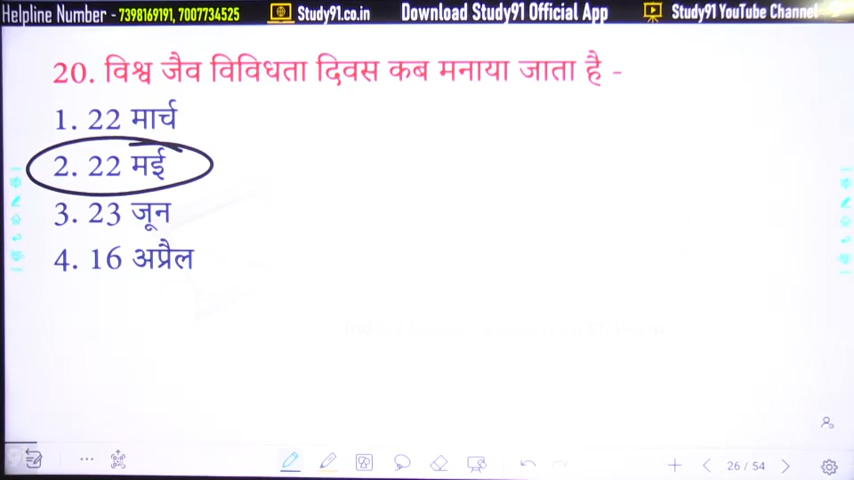 Helpline Number - 7398169191, 7007734525 Study91.co.in Download Study91 Official App Study91 YouTube Channel
20. विश्व जैव विविधता दिवस कब मनाया जाता है -
1. 22 मार्च
2. 22 मई
3. 23 जून
4. 16 अप्रैल
26 / 54